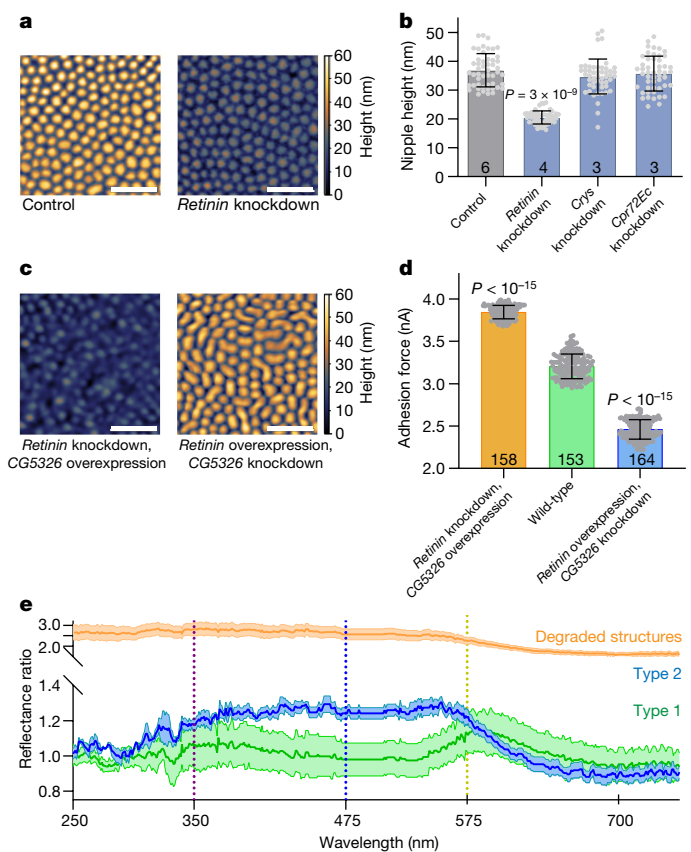 a
60
50
40
30
20
10
0
Height (nm)
Control
Retinin knockdown
b
Nipple height (nm)
50
40
30
20
10
0
P = 3 × 10⁻⁹
6
4
3
3
Control
Retinin
knockdown
Crys
knockdown
Cpr72Ec
knockdown
c
60
50
40
30
20
10
0
Height (nm)
Retinin knockdown,
CG5326 overexpression
Retinin overexpression,
CG5326 knockdown
d
Adhesion force (nA)
4.0
3.5
3.0
2.5
2.0
P < 10⁻¹⁵
P < 10⁻¹⁵
158
153
164
Retinin knockdown,
CG5326 overexpression
Wild-type
Retinin overexpression,
CG5326 knockdown
e
Reflectance ratio
3.0
2.0
1.4
1.2
1.0
0.8
Degraded structures
Type 2
Type 1
250
350
475
575
700
Wavelength (nm)